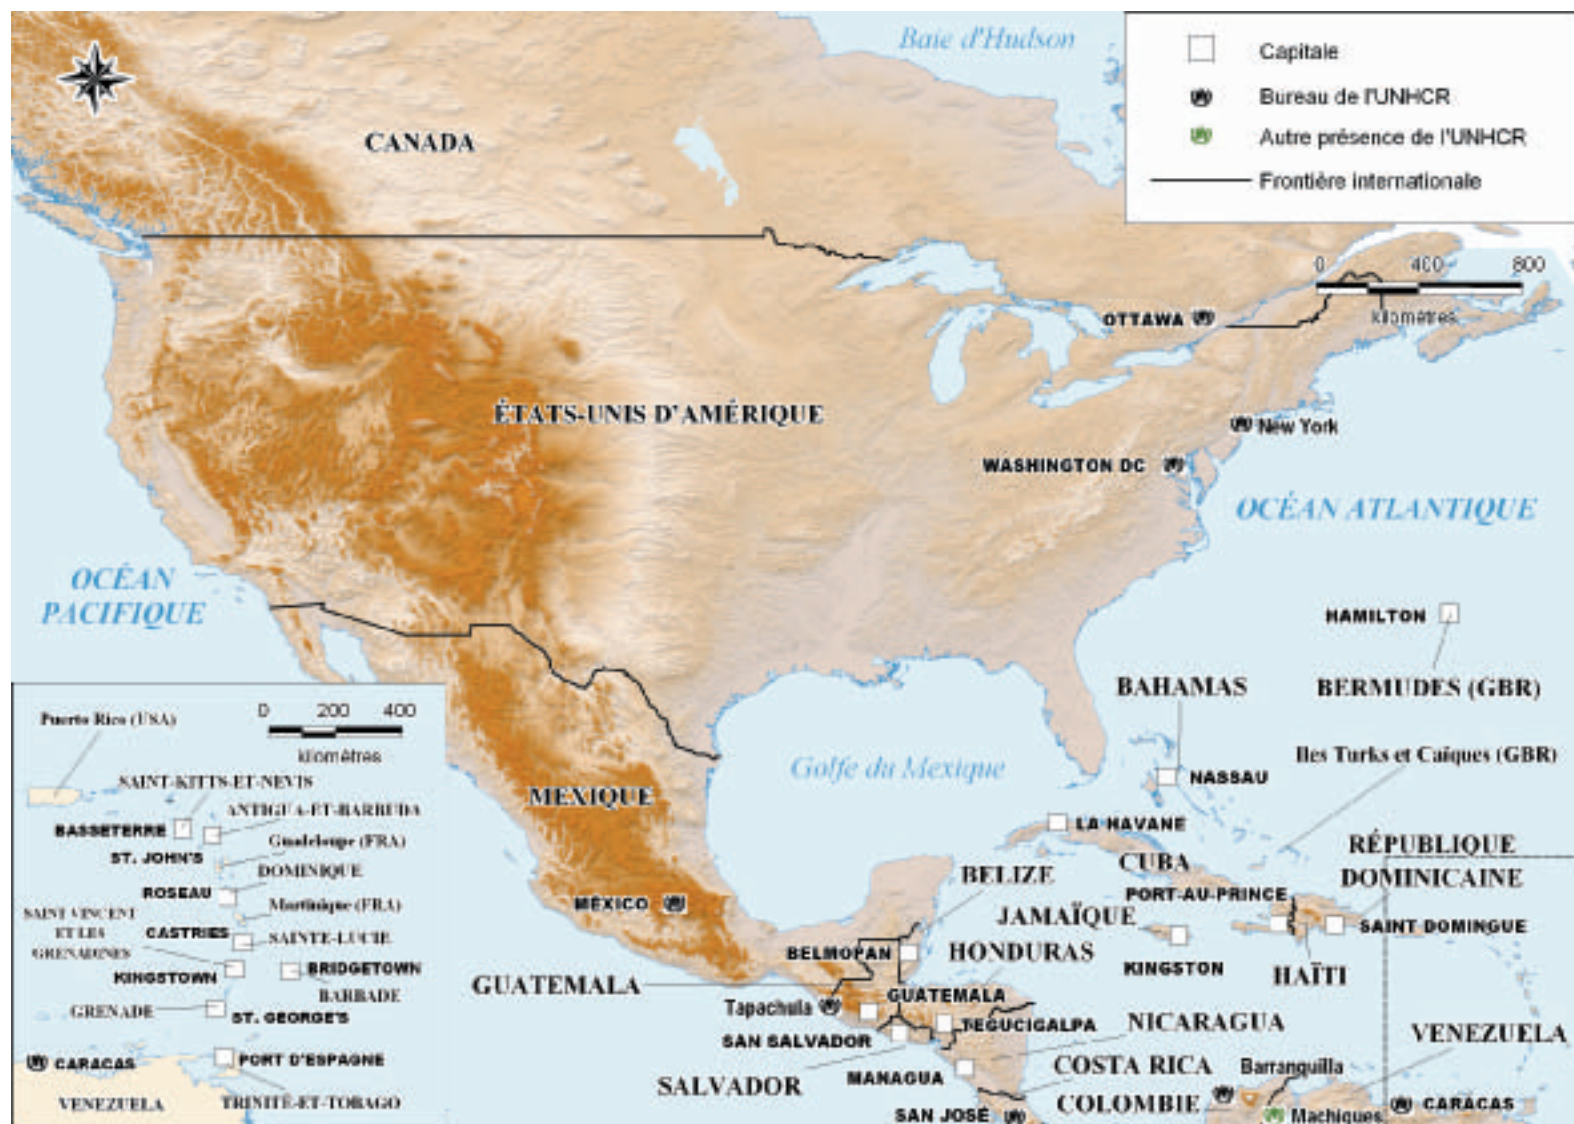 Baie d'Hudson
Capitale
Bureau de l'UNHCR
Autre présence de l'UNHCR
Frontière internationale
CANADA
0 400 800
kilomètres
OTTAWA
ÉTATS-UNIS D'AMÉRIQUE
New York
WASHINGTON DC
OCÉAN ATLANTIQUE
OCÉAN
PACIFIQUE
HAMILTON
BERMUDES (GBR)
BAHAMAS
NASSAU
Iles Turks et Caïques (GBR)
Golfe du Mexique
MEXIQUE
LA HAVANE
CUBA
RÉPUBLIQUE
DOMINICAINE
BELIZE
PORT-AU-PRINCE
MÉXICO
JAMAÏQUE
SAINT DOMINGUE
BELMOPAN
HONDURAS
KINGSTON
HAÏTI
GUATEMALA
GUATEMALA
Tapachula
TEGUCIGALPA
NICARAGUA
VENEZUELA
SAN SALVADOR
SALVADOR
MANAGUA
COSTA RICA
Barranquilla
COLOMBIE
SAN JOSÉ
Machiques
CARACAS
Puerto Rico (USA)
0 200 400
kilomètres
SAINT-KITTS-ET-NEVIS
ANTIGUA-ET-BARBUDA
BASSETERRE
Guadeloupe (FRA)
ST. JOHN'S
DOMINIQUE
ROSEAU
Martinique (FRA)
SAINT VINCENT
ET LES
GRENADINES
CASTRIES
SAINTE-LUCIE
KINGSTOWN
BRIDGETOWN
BARBADE
GRENADE
ST. GEORGE'S
CARACAS
PORT D'ESPAGNE
VENEZUELA
TRINITÉ-ET-TOBAGO